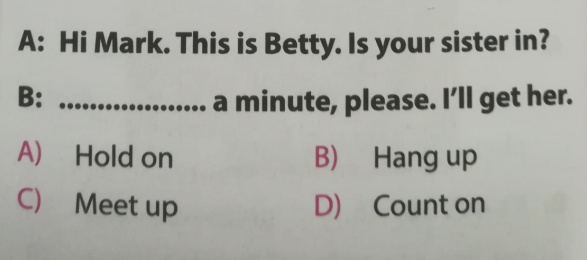 A: Hi Mark. This is Betty. Is your sister in?
B: .................... a minute, please. I'll get her.
A) Hold on B) Hang up
C) Meet up D) Count on